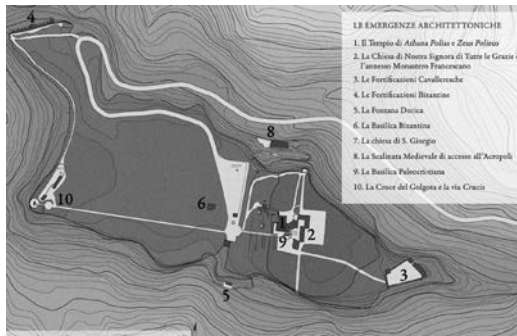 LE EMERGENZE ARCHITETTONICHE
1. Il Tempio di Athana Polias e Zeus Polieus
2. La Chiesa di Nostra Signora di Tutte le Grazie e
l'annesso Monastero Francescano
3. Le Fortificazioni Cavalleresche
4. Le Fortificazioni Bizantine
5. La Fontana Dorica
6. La Basilica Bizantina
7. La chiesa di S. Giorgio
8. La Scalinata Medievale di accesso all'Acropoli
9. La Basilica Paleocristiana
10. La Croce del Golgota e la via Crucis
4
8
10
6
1
9
2
3
5